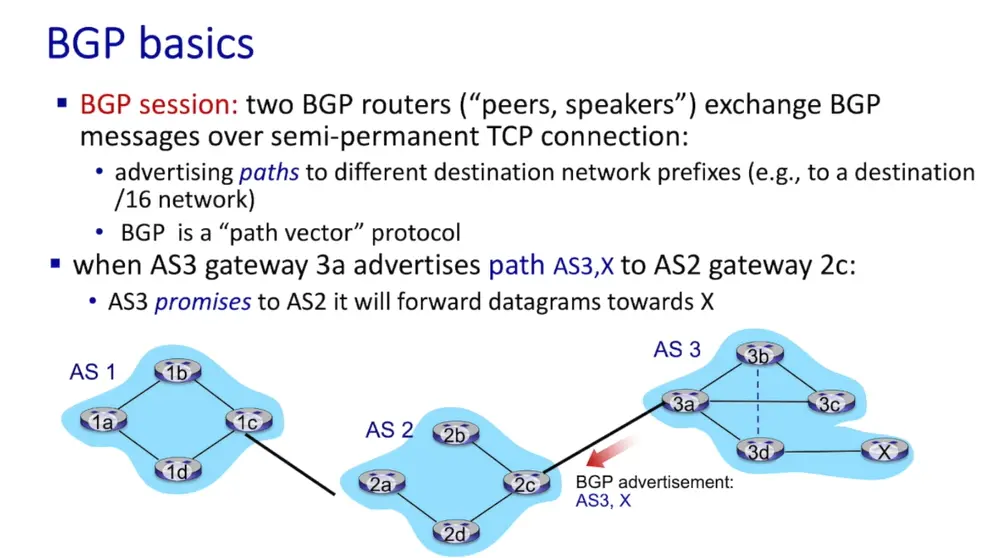 BGP basics
▪ BGP session: two BGP routers (“peers, speakers”) exchange BGP
messages over semi-permanent TCP connection:
• advertising paths to different destination network prefixes (e.g., to a destination
/16 network)
• BGP is a “path vector” protocol
▪ when AS3 gateway 3a advertises path AS3,X to AS2 gateway 2c:
• AS3 promises to AS2 it will forward datagrams towards X
AS 1
1b
1a
1c
1d
AS 2
2b
2a
2c
2d
AS 3
3b
3a
3c
3d
X
BGP advertisement:
AS3, X